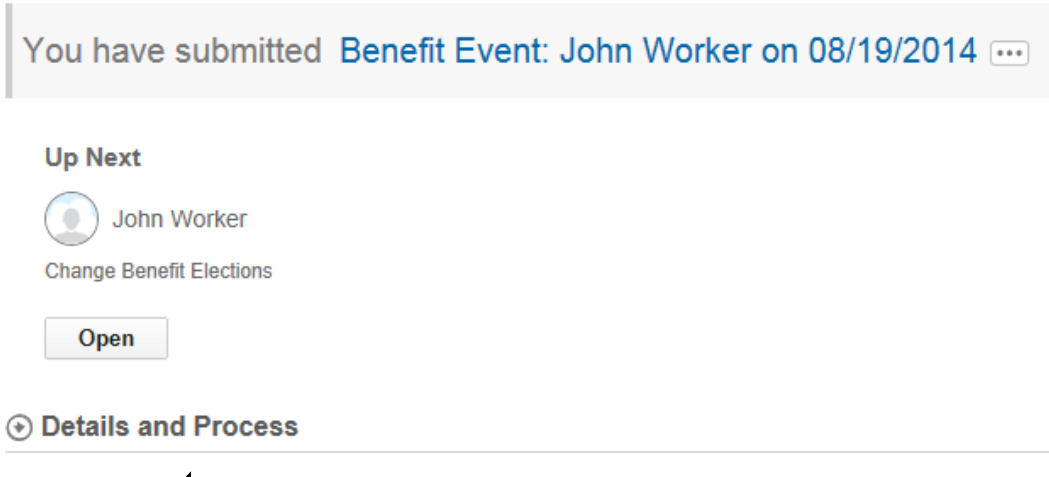 You have submitted Benefit Event: John Worker on 08/19/2014
Up Next
John Worker
Change Benefit Elections
Open
Details and Process